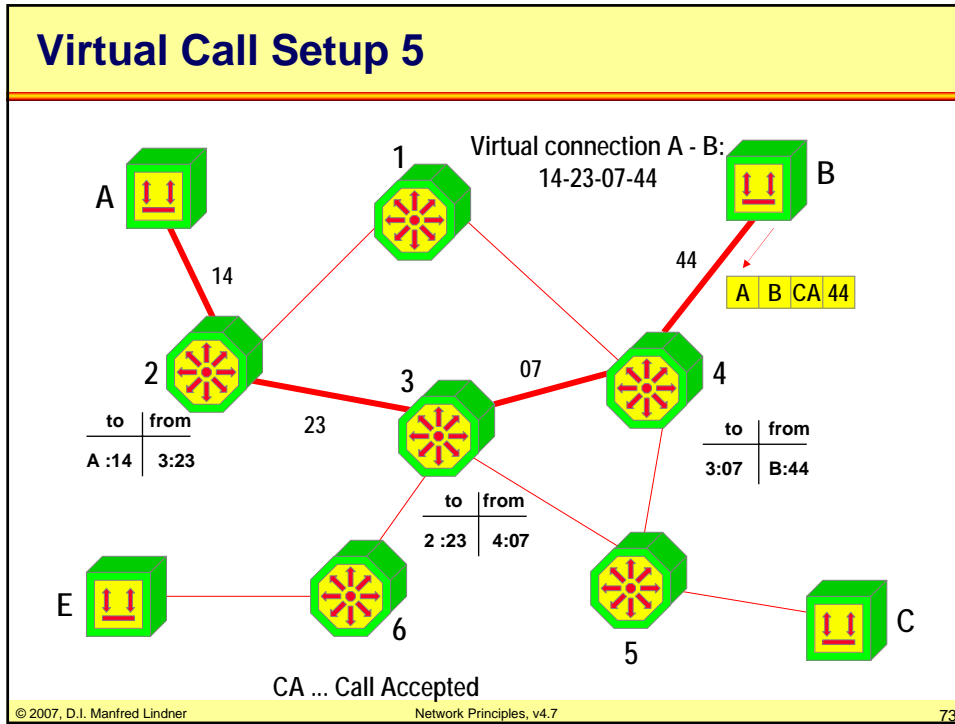 Virtual Call Setup 5
Virtual connection A - B:
14-23-07-44
A
1
B
14
44
A B CA 44
2
3
07
4
23
to from
A :14 3:23
to from
3:07 B:44
to from
2 :23 4:07
E
6
5
C
CA ... Call Accepted
© 2007, D.I. Manfred Lindner Network Principles, v4.7 73